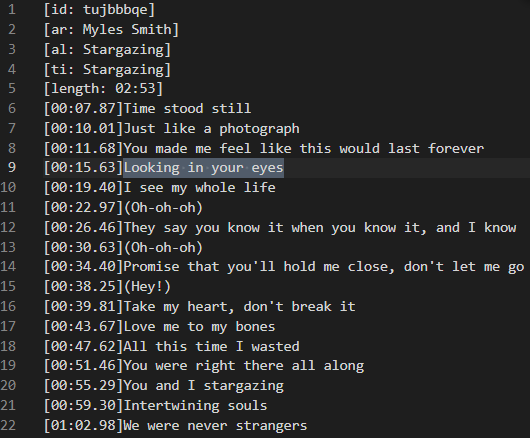 1 [id: tujbbbqe]
2 [ar: Myles Smith]
3 [al: Stargazing]
4 [ti: Stargazing]
5 [length: 02:53]
6 [00:07.87]Time stood still
7 [00:10.01]Just like a photograph
8 [00:11.68]You made me feel like this would last forever
9 [00:15.63]Looking in your eyes
10 [00:19.40]I see my whole life
11 [00:22.97](Oh-oh-oh)
12 [00:26.46]They say you know it when you know it, and I know
13 [00:30.63](Oh-oh-oh)
14 [00:34.40]Promise that you'll hold me close, don't let me go
15 [00:38.25](Hey!)
16 [00:39.81]Take my heart, don't break it
17 [00:43.67]Love me to my bones
18 [00:47.62]All this time I wasted
19 [00:51.46]You were right there all along
20 [00:55.29]You and I stargazing
21 [00:59.30]Intertwining souls
22 [01:02.98]We were never strangers